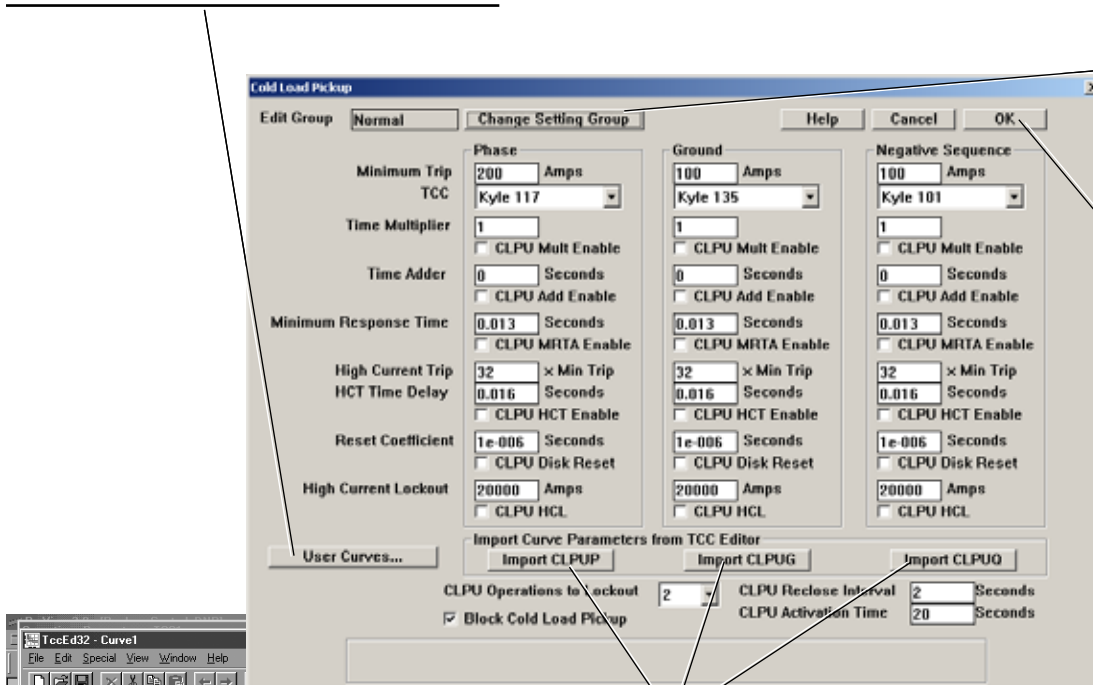 Cold Load Pickup
Edit Group Normal Change Setting Group Help Cancel OK
Phase Ground Negative Sequence
Minimum Trip 200 Amps 100 Amps 100 Amps
TCC Kyle 117 Kyle 135 Kyle 101
Time Multiplier 1 1 1
CLPU Mult Enable CLPU Mult Enable CLPU Mult Enable
Time Adder 0 Seconds 0 Seconds 0 Seconds
CLPU Add Enable CLPU Add Enable CLPU Add Enable
Minimum Response Time 0.013 Seconds 0.013 Seconds 0.013 Seconds
CLPU MRTA Enable CLPU MRTA Enable CLPU MRTA Enable
High Current Trip 32 × Min Trip 32 × Min Trip 32 × Min Trip
HCT Time Delay 0.016 Seconds 0.016 Seconds 0.016 Seconds
CLPU HCT Enable CLPU HCT Enable CLPU HCT Enable
Reset Coefficient 1e-006 Seconds 1e-006 Seconds 1e-006 Seconds
CLPU Disk Reset CLPU Disk Reset CLPU Disk Reset
High Current Lockout 20000 Amps 20000 Amps 20000 Amps
CLPU HCL CLPU HCL CLPU HCL
Import Curve Parameters from TCC Editor
User Curves... Import CLPUP Import CLPUG Import CLPUQ
CLPU Operations to Lockout 2 CLPU Reclose Interval 2 Seconds
Block Cold Load Pickup CLPU Activation Time 20 Seconds
TccEd32 - Curve1
File Edit Special View Window Help